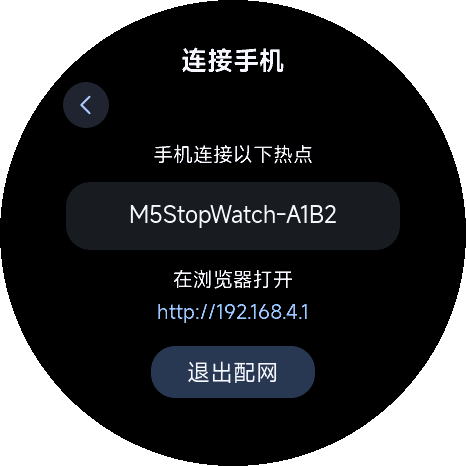 连接手机
手机连接以下热点
M5StopWatch-A1B2
在浏览器打开
http://192.168.4.1
退出配网